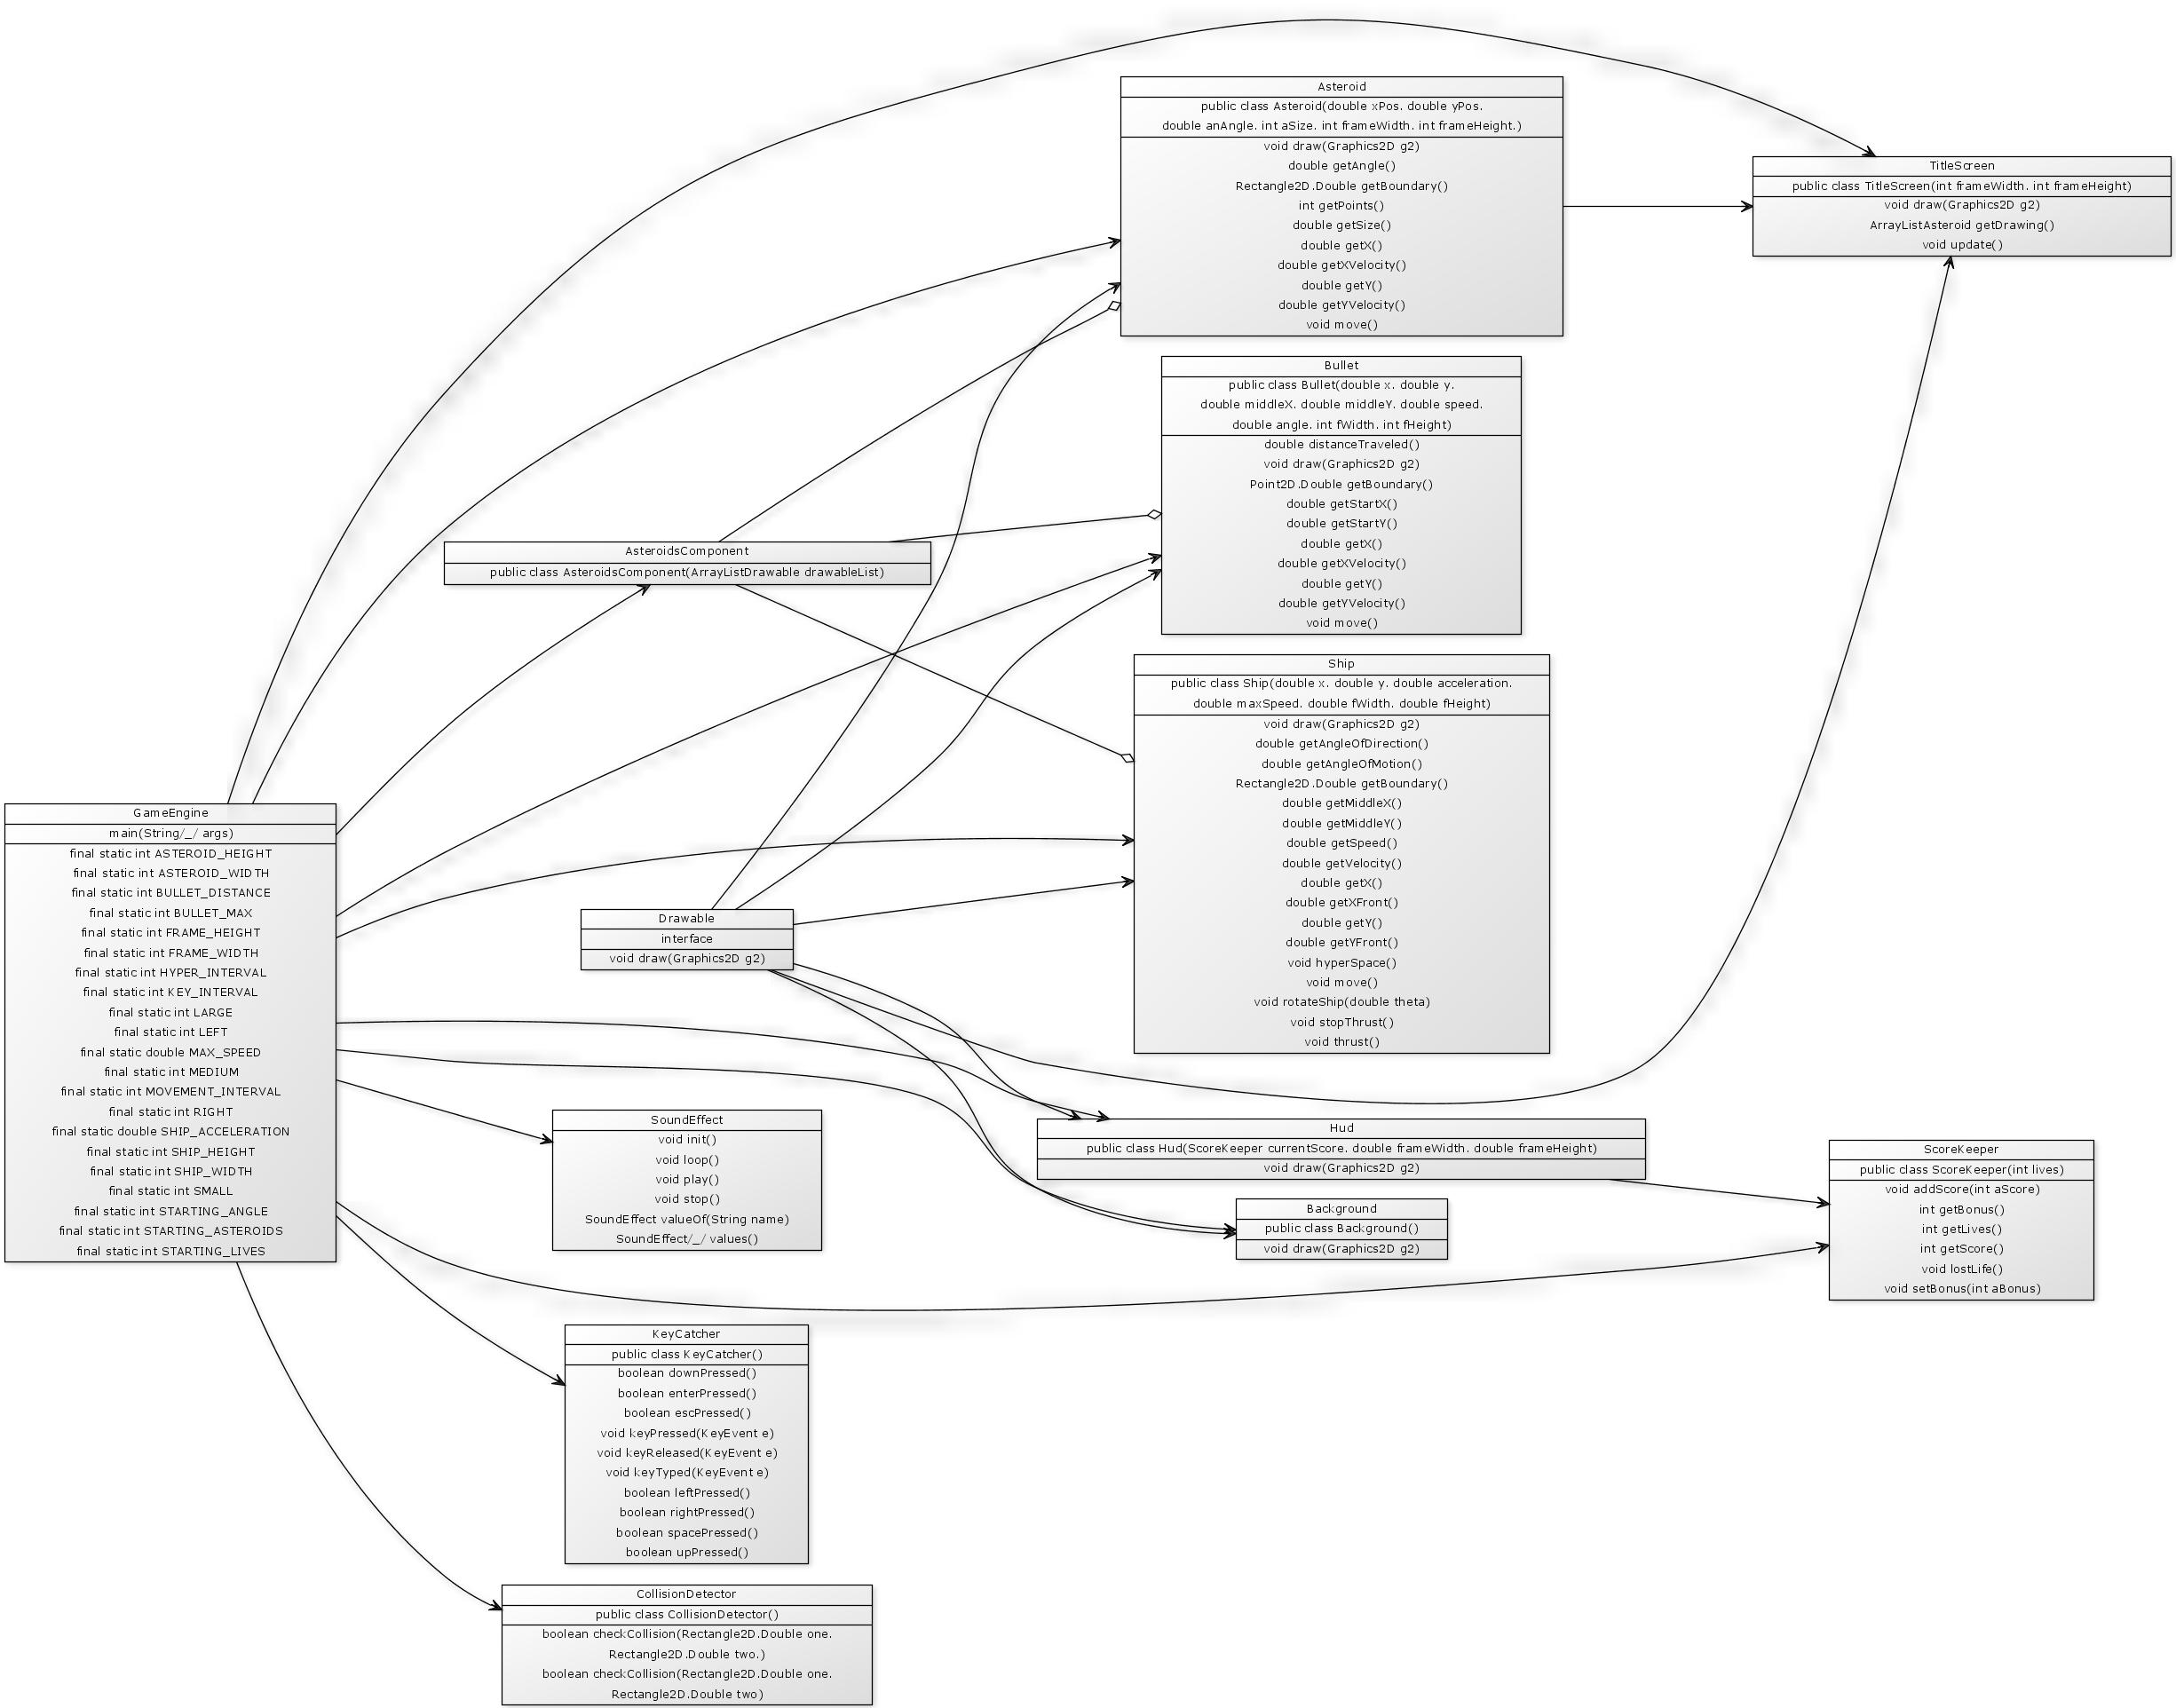 Asteroid
public class Asteroid(double xPos. double yPos.
double anAngle. int aSize. int frameWidth. int frameHeight.)
void draw(Graphics2D g2)
double getAngle()
Rectangle2D.Double getBoundary()
int getPoints()
double getSize()
double getX()
double getXVelocity()
double getY()
double getYVelocity()
void move()
TitleScreen
public class TitleScreen(int frameWidth. int frameHeight)
void draw(Graphics2D g2)
ArrayListAsteroid getDrawing()
void update()
Bullet
public class Bullet(double x. double y.
double middleX. double middleY. double speed.
double angle. int fWidth. int fHeight)
double distanceTraveled()
void draw(Graphics2D g2)
Point2D.Double getBoundary()
double getStartX()
double getStartY()
double getX()
double getXVelocity()
double getY()
double getYVelocity()
void move()
AsteroidsComponent
public class AsteroidsComponent(ArrayListDrawable drawableList)
Ship
public class Ship(double x. double y. double acceleration.
double maxSpeed. double fWidth. double fHeight)
void draw(Graphics2D g2)
double getAngleOfDirection()
double getAngleOfMotion()
Rectangle2D.Double getBoundary()
double getMiddleX()
double getMiddleY()
double getSpeed()
double getVelocity()
double getX()
double getXFront()
double getY()
double getYFront()
void hyperSpace()
void move()
void rotateShip(double theta)
void stopThrust()
void thrust()
GameEngine
main(String/_/ args)
final static int ASTEROID_HEIGHT
final static int ASTEROID_WIDTH
final static int BULLET_DISTANCE
final static int BULLET_MAX
final static int FRAME_HEIGHT
final static int FRAME_WIDTH
final static int HYPER_INTERVAL
final static int KEY_INTERVAL
final static int LARGE
final static int LEFT
final static double MAX_SPEED
final static int MEDIUM
final static int MOVEMENT_INTERVAL
final static int RIGHT
final static double SHIP_ACCELERATION
final static int SHIP_HEIGHT
final static int SHIP_WIDTH
final static int SMALL
final static int STARTING_ANGLE
final static int STARTING_ASTEROIDS
final static int STARTING_LIVES
Drawable
interface
void draw(Graphics2D g2)
SoundEffect
void init()
void loop()
void play()
void stop()
SoundEffect valueOf(String name)
SoundEffect/_/ values()
Hud
public class Hud(ScoreKeeper currentScore. double frameWidth. double frameHeight)
void draw(Graphics2D g2)
Background
public class Background()
void draw(Graphics2D g2)
ScoreKeeper
public class ScoreKeeper(int lives)
void addScore(int aScore)
int getBonus()
int getLives()
int getScore()
void lostLife()
void setBonus(int aBonus)
KeyCatcher
public class KeyCatcher()
boolean downPressed()
boolean enterPressed()
boolean escPressed()
void keyPressed(KeyEvent e)
void keyReleased(KeyEvent e)
void keyTyped(KeyEvent e)
boolean leftPressed()
boolean rightPressed()
boolean spacePressed()
boolean upPressed()
CollisionDetector
public class CollisionDetector()
boolean checkCollision(Rectangle2D.Double one.
Rectangle2D.Double two.)
boolean checkCollision(Rectangle2D.Double one.
Rectangle2D.Double two)